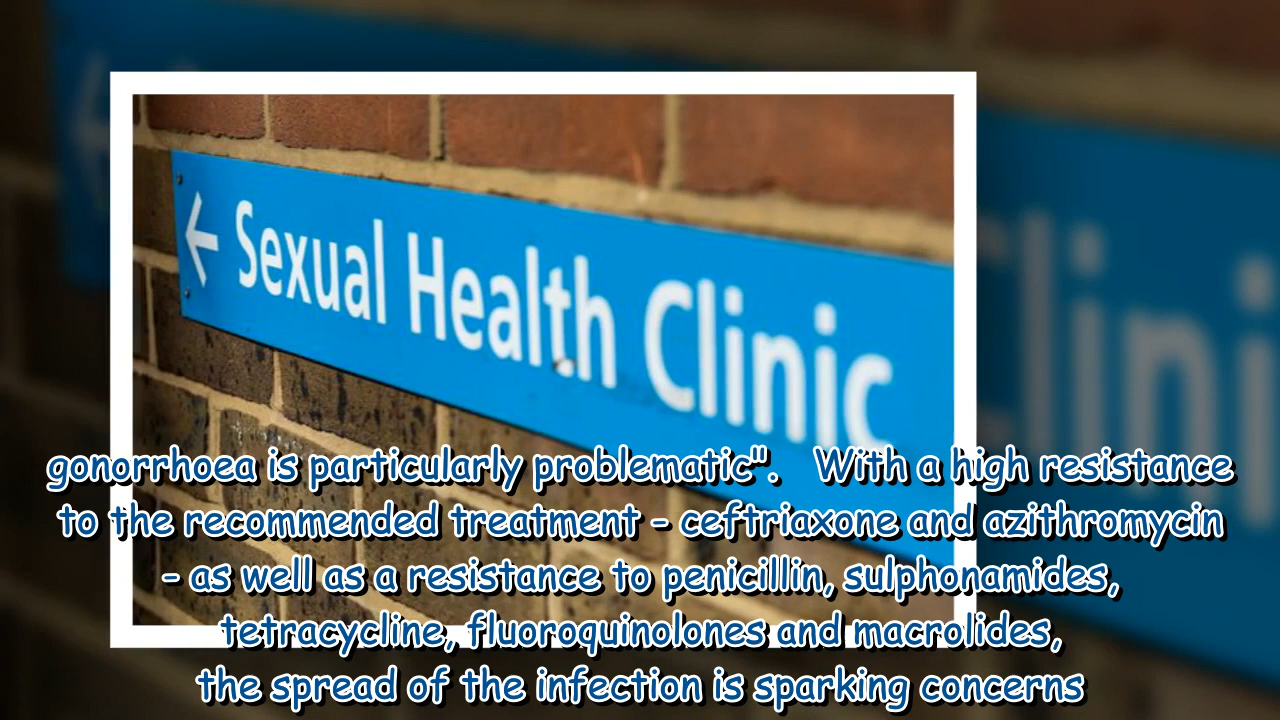 ← Sexual Health Clinic
gonorrhoea is particularly problematic". With a high resistance
to the recommended treatment - ceftriaxone and azithromycin
- as well as a resistance to penicillin, sulphonamides,
tetracycline, fluoroquinolones and macrolides,
the spread of the infection is sparking concerns